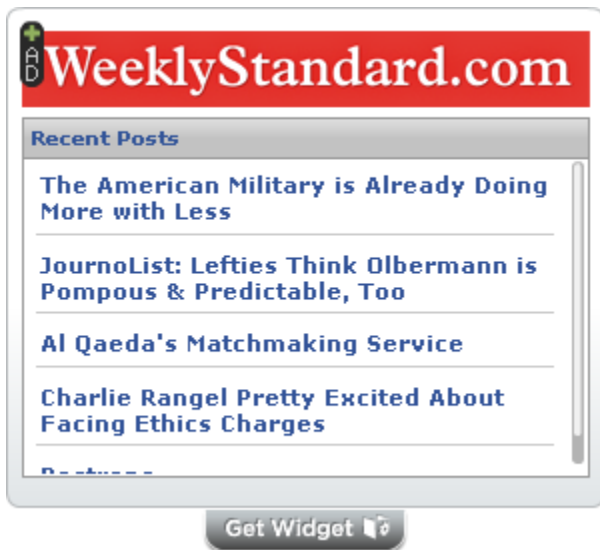 AD
WeeklyStandard.com
Recent Posts
The American Military is Already Doing
More with Less
JournoList: Lefties Think Olbermann is
Pompous & Predictable, Too
Al Qaeda's Matchmaking Service
Charlie Rangel Pretty Excited About
Facing Ethics Charges
Get Widget